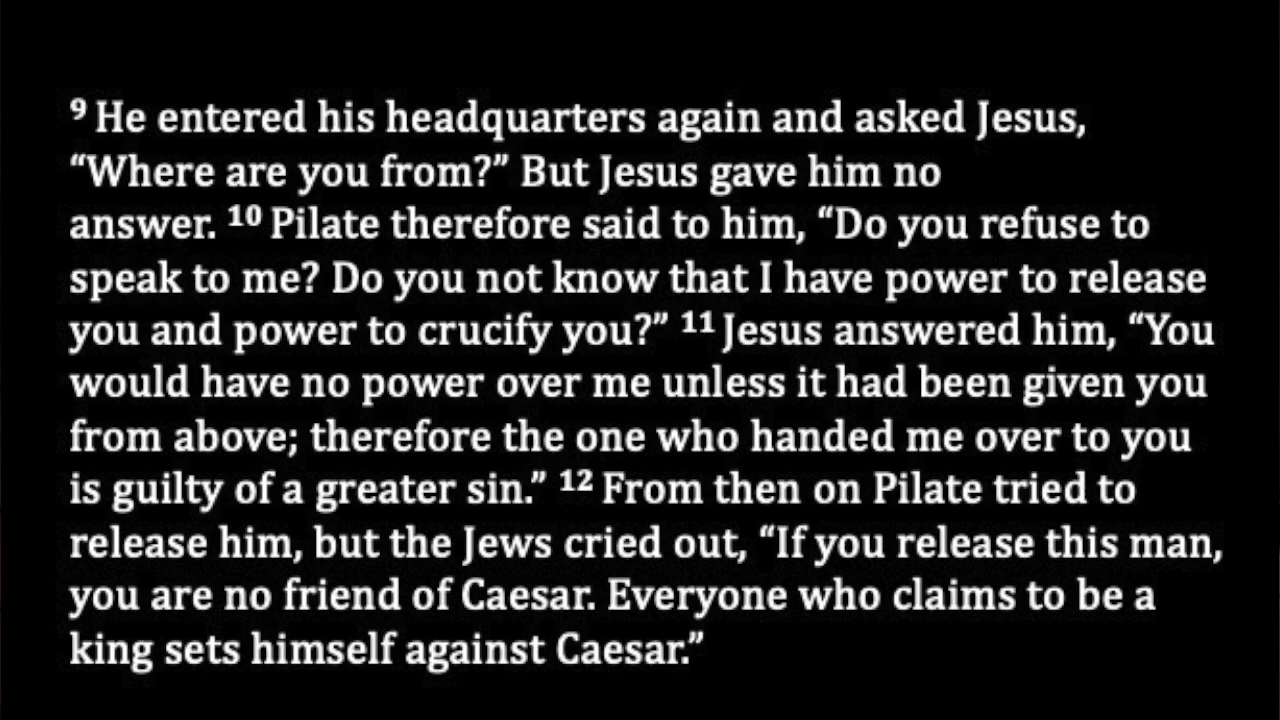 ⁹ He entered his headquarters again and asked Jesus,
“Where are you from?” But Jesus gave him no
answer. ¹⁰ Pilate therefore said to him, “Do you refuse to
speak to me? Do you not know that I have power to release
you and power to crucify you?” ¹¹ Jesus answered him, “You
would have no power over me unless it had been given you
from above; therefore the one who handed me over to you
is guilty of a greater sin.” ¹² From then on Pilate tried to
release him, but the Jews cried out, “If you release this man,
you are no friend of Caesar. Everyone who claims to be a
king sets himself against Caesar.”